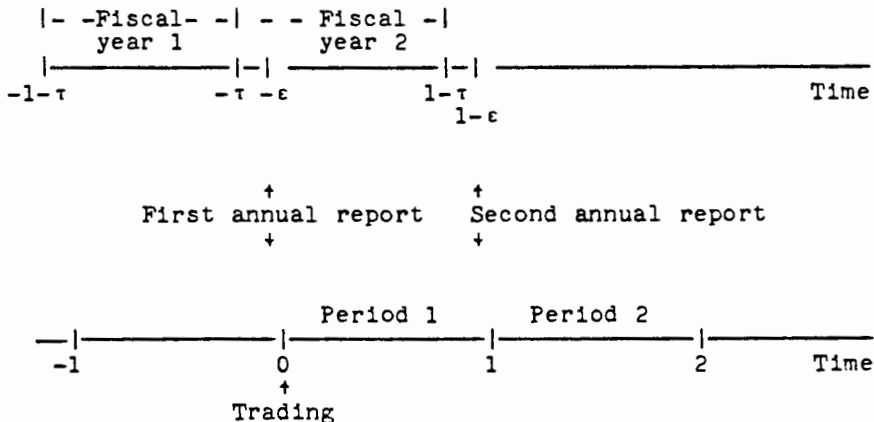 |- -Fiscal- -| - - Fiscal -|
year 1 year 2
-1-τ -τ -ε 1-τ Time
1-ε
First annual report Second annual report
Period 1 Period 2
-1 0 1 2 Time
Trading